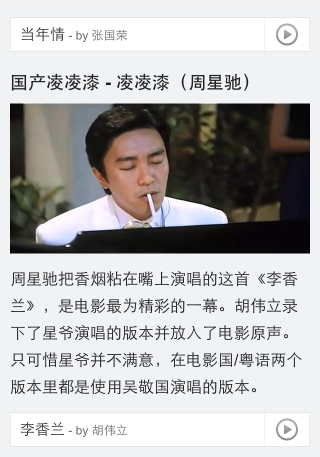 当年情 - by 张国荣
国产凌凌漆 - 凌凌漆（周星驰）
周星驰把香烟粘在嘴上演唱的这首《李香
兰》，是电影最为精彩的一幕。胡伟立录
下了星爷演唱的版本并放入了电影原声。
只可惜星爷并不满意，在电影国/粤语两个
版本里都是使用吴敬国演唱的版本。
李香兰 - by 胡伟立